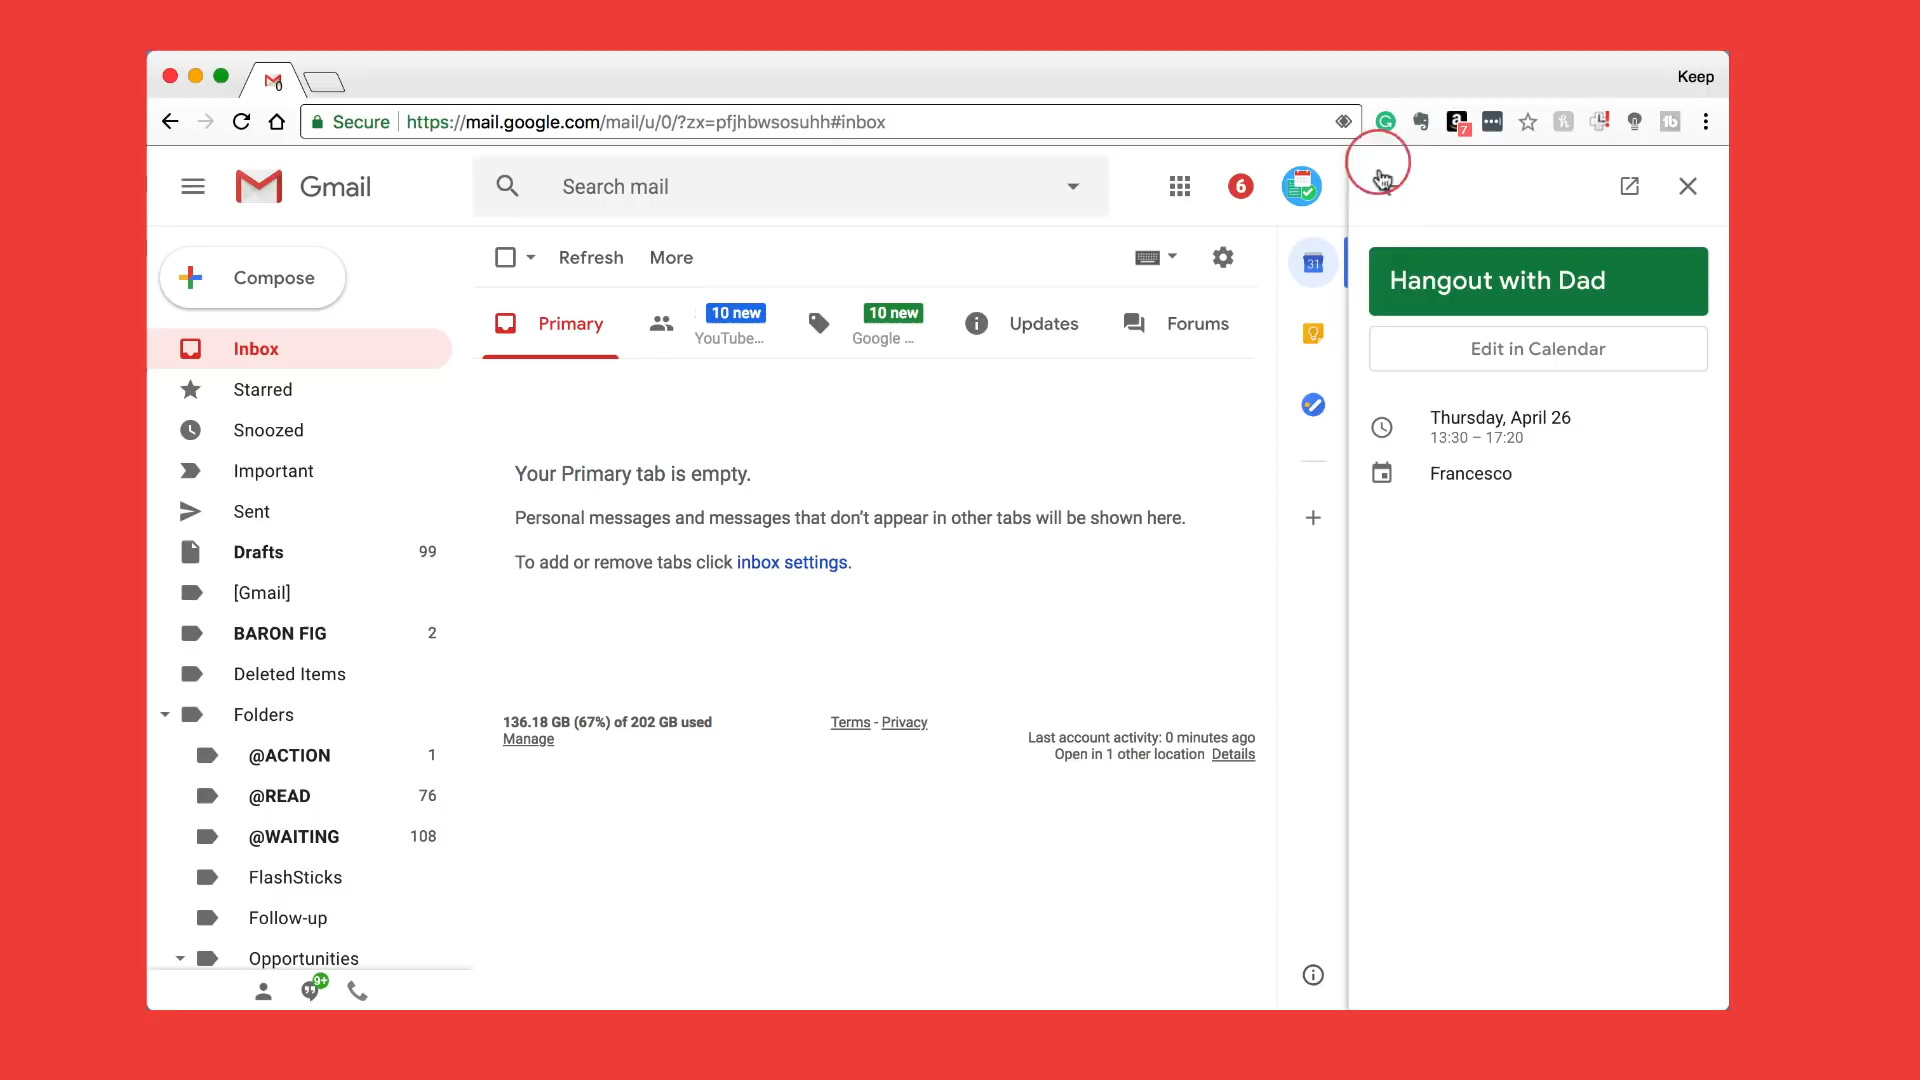 Keep
Secure https://mail.google.com/mail/u/0/?zx=pfjhbwsosuhh#inbox
7
Gmail
Search mail
6
Compose
Refresh
More
31
Hangout with Dad
Edit in Calendar
Primary
10 new
YouTube...
10 new
Google ...
Updates
Forums
Inbox
Starred
Snoozed
Important
Sent
Drafts 99
[Gmail]
BARON FIG 2
Deleted Items
Folders
@ACTION 1
@READ 76
@WAITING 108
FlashSticks
Follow-up
Opportunities
9+
Your Primary tab is empty.
Personal messages and messages that don't appear in other tabs will be shown here.
To add or remove tabs click inbox settings.
136.18 GB (67%) of 202 GB used
Manage
Terms - Privacy
Last account activity: 0 minutes ago
Open in 1 other location Details
Thursday, April 26
13:30 – 17:20
Francesco